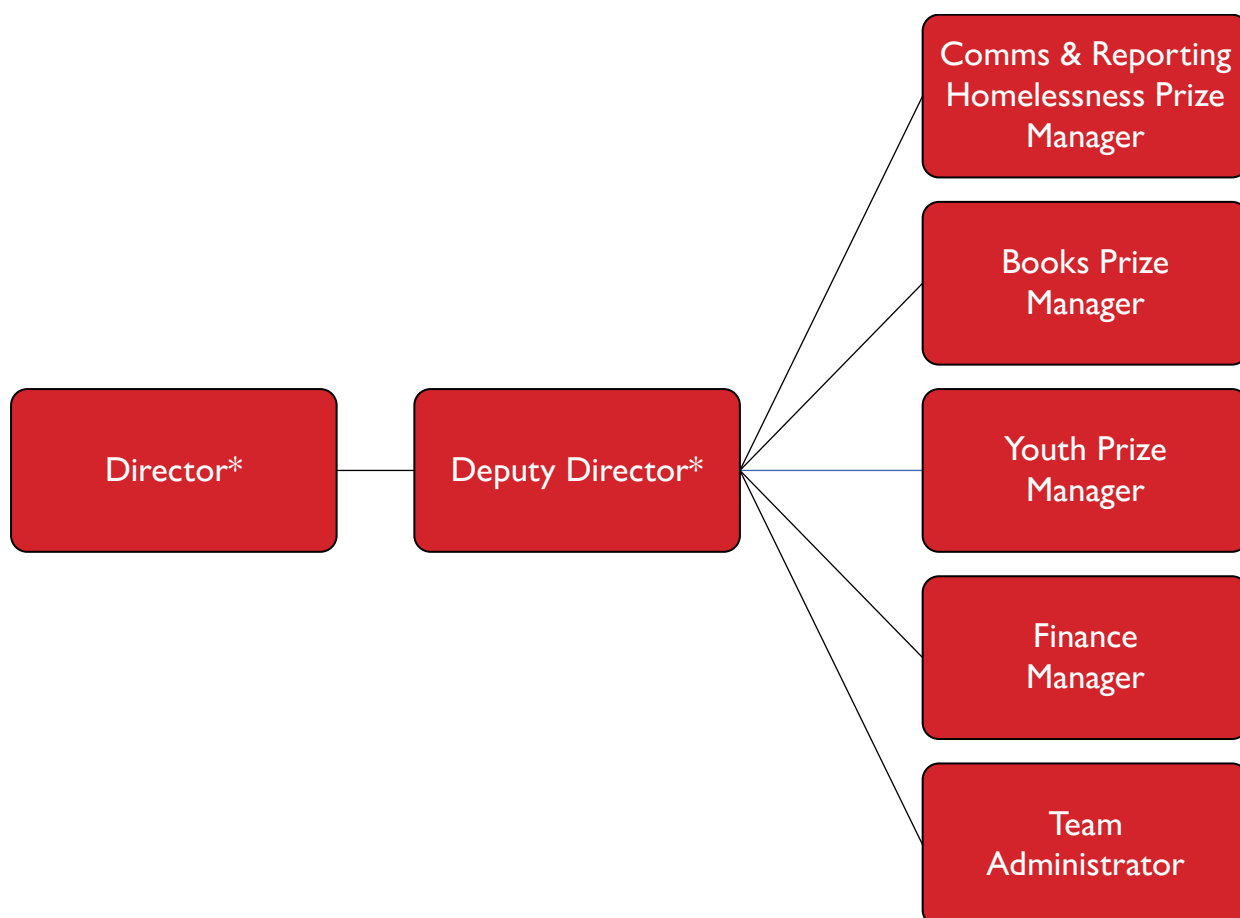 Director*
Deputy Director*
Comms & Reporting
Homelessness Prize
Manager
Books Prize
Manager
Youth Prize
Manager
Finance
Manager
Team
Administrator